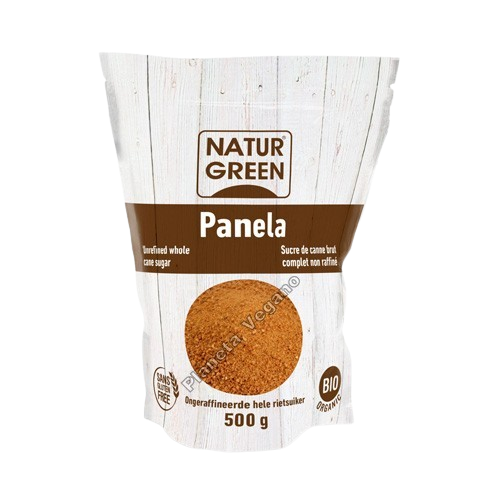 NATUR®
GREEN
Panela
Unrefined whole
cane sugar
Sucre de canne brut
complet non raffiné
Planeta Vegano
SANS
GLUTEN
FREE
BIO
ORGANIC
Ongeraffineerde hele rietsuiker
500 g